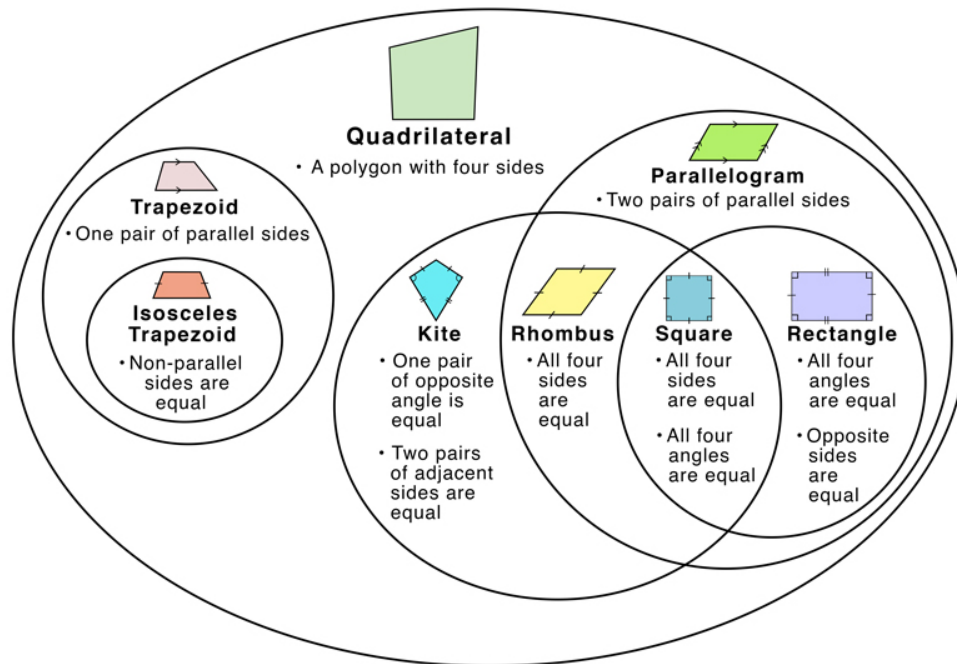 Quadrilateral
• A polygon with four sides
Trapezoid
• One pair of parallel sides
Isosceles
Trapezoid
• Non-parallel
sides are
equal
Parallelogram
• Two pairs of parallel sides
Kite
• One pair
of opposite
angle is
equal
• Two pairs
of adjacent
sides are
equal
Rhombus
• All four
sides
are
equal
Square
• All four
sides
are equal
• All four
angles
are equal
Rectangle
• All four
angles
are equal
• Opposite
sides
are
equal